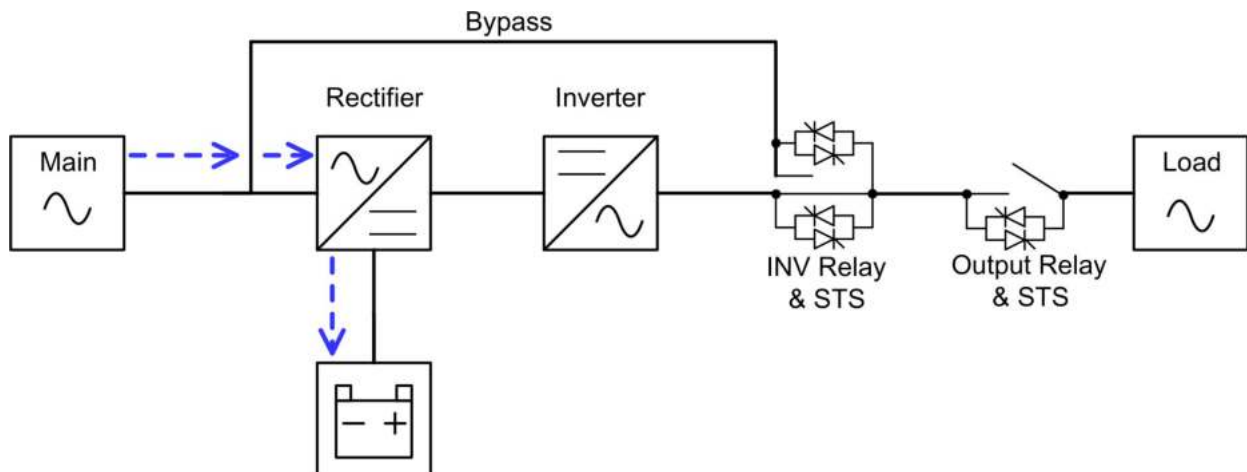 Bypass
Rectifier
Inverter
Main
Load
INV Relay
& STS
Output Relay
& STS